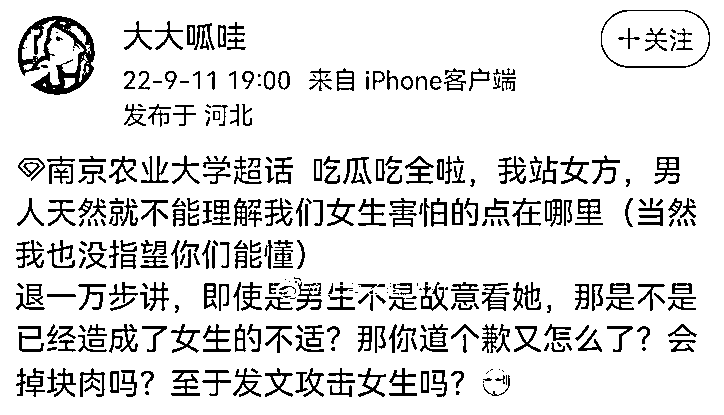 大大呱哇
十关注
22-9-11 19:00 来自 iPhone客户端
发布于 河北
南京农业大学超话 吃瓜吃全啦，我站女方，男
人天然就不能理解我们女生害怕的点在哪里（当然
我也没指望你们能懂）
退一万步讲，即使是男生不是故意看她，那是不是
已经造成了女生的不适？那你道个歉又怎么了？会
掉块肉吗？至于发文攻击女生吗？